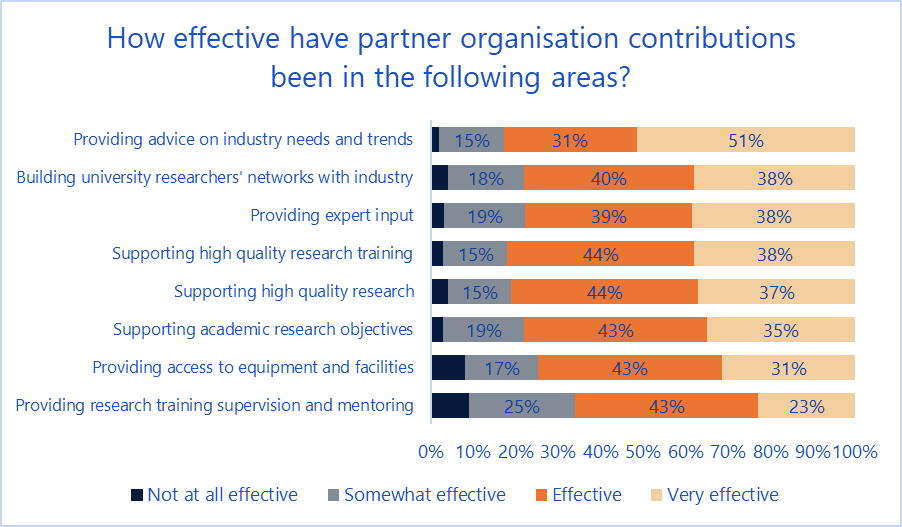 How effective have partner organisation contributions
been in the following areas?
Providing advice on industry needs and trends 15% 31% 51%
Building university researchers' networks with industry 18% 40% 38%
Providing expert input 19% 39% 38%
Supporting high quality research training 15% 44% 38%
Supporting high quality research 15% 44% 37%
Supporting academic research objectives 19% 43% 35%
Providing access to equipment and facilities 17% 43% 31%
Providing research training supervision and mentoring 25% 43% 23%
0% 10% 20% 30% 40% 50% 60% 70% 80% 90% 100%
Not at all effective Somewhat effective Effective Very effective